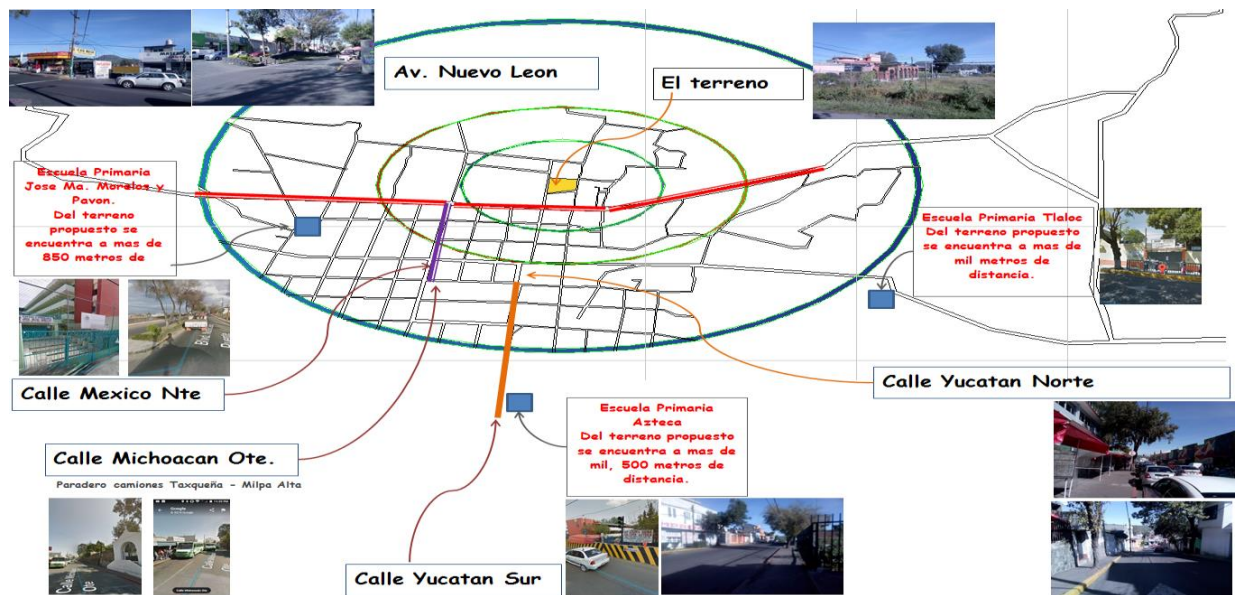 Av. Nuevo Leon
El terreno
Escuela Primaria
Jose Ma. Morelos y
Pavon.
Del terreno
propuesto se
encuentra a mas de
850 metros de
Escuela Primaria Tlaloc
Del terreno propuesto
se encuentra a mas de
mil metros de
distancia.
Calle Mexico Nte
Calle Yucatan Norte
Escuela Primaria
Azteca
Del terreno propuesto
se encuentra a mas de
mil, 500 metros de
distancia.
Calle Michoacan Ote.
Paradero camiones Taxqueña - Milpa Alta
Calle Yucatan Sur